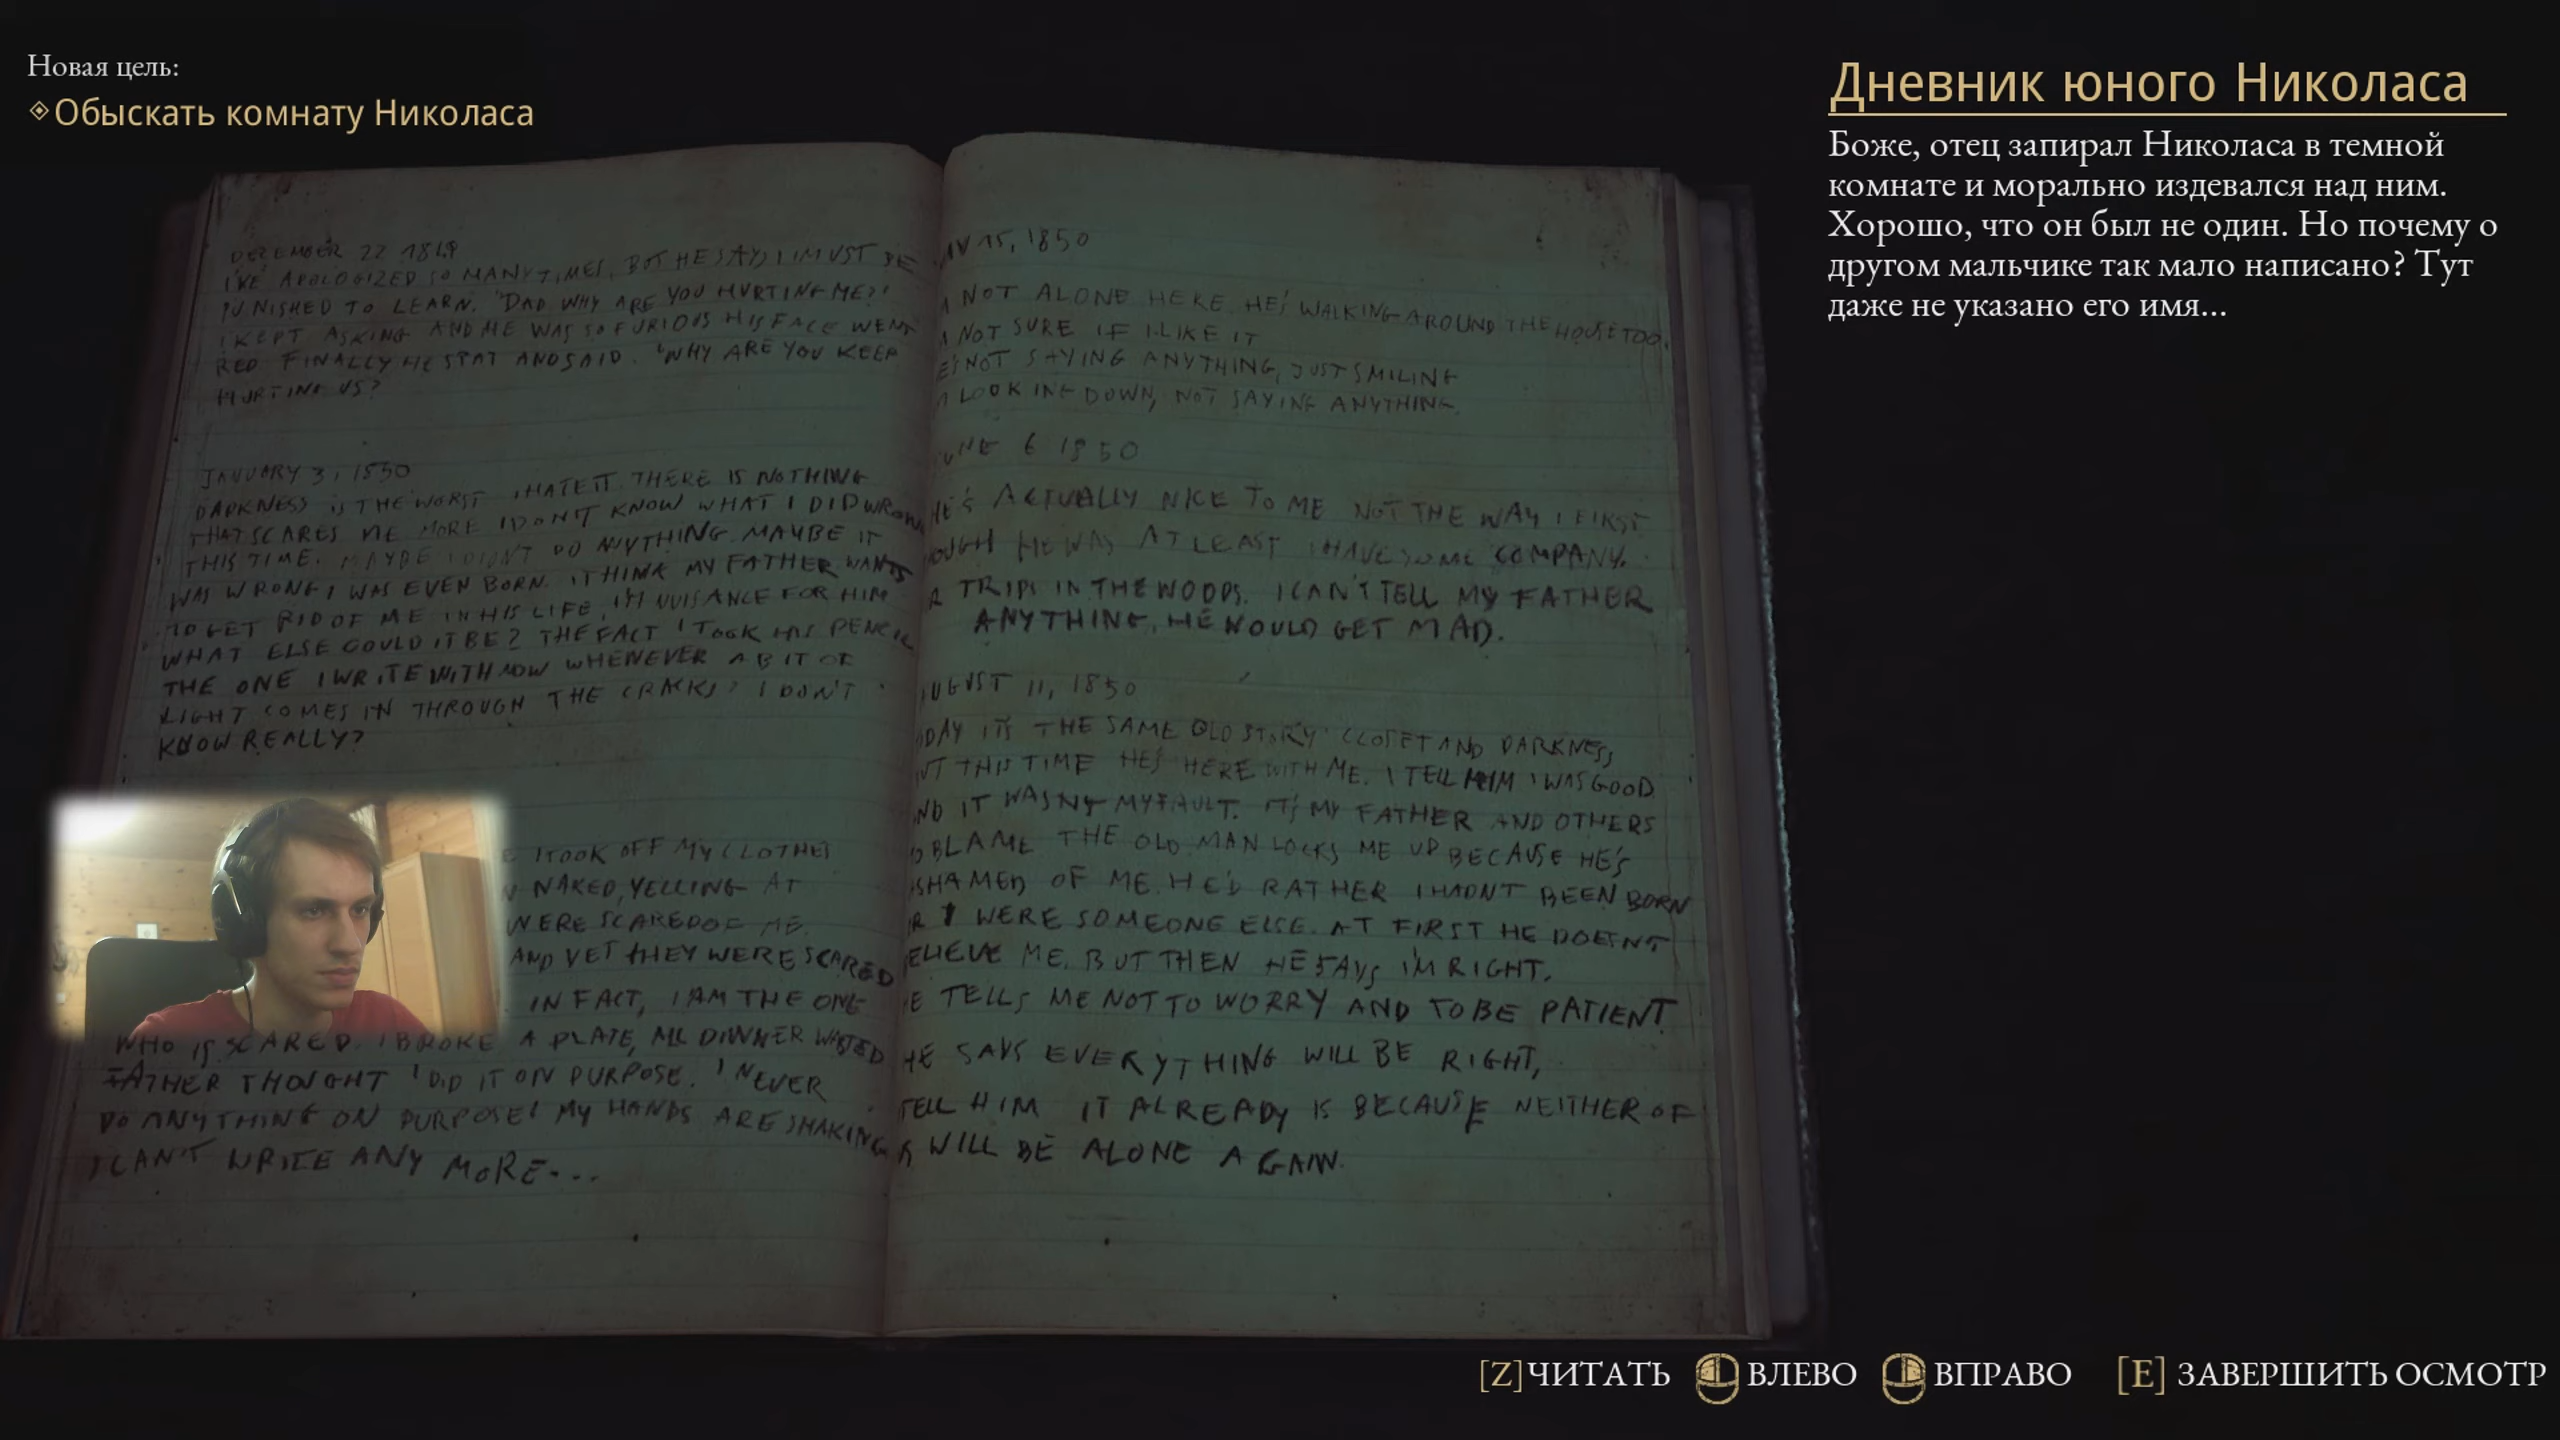 Новая цель:
Обыскать комнату Николаса
Дневник юного Николаса
Боже, отец запирал Николаса в темной
комнате и морально издевался над ним.
Хорошо, что он был не один. Но почему о
другом мальчике так мало написано? Тут
даже не указано его имя...
DECEMBER 22 1849
I'VE APOLOGIZED SO MANY TIMES, BUT HE SAYS I MUST BE
PUNISHED TO LEARN. 'DAD WHY ARE YOU HURTING ME?'
I KEPT ASKING AND HE WAS SO FURIOUS HIS FACE WENT
RED FINALLY HE SPAT AND SAID. 'WHY ARE YOU KEEP
HURTING US?
JANUARY 3, 1850
DARKNESS IS THE WORST I HATE IT THERE IS NOTHING
THAT SCARES ME MORE I DON'T KNOW WHAT I DID WRONG
THIS TIME. MAYBE I DIDN'T DO ANYTHING. MAYBE IT
WAS WRONG I WAS EVEN BORN. I THINK MY FATHER WANTS
TO GET RID OF ME IN HIS LIFE, I'M NUISANCE FOR HIM
WHAT ELSE COULD IT BE? THE FACT I TOOK HIS PENCIL
THE ONE I WRITE WITH NOW WHENEVER A BIT OF
LIGHT COMES IN THROUGH THE CRACKS? I DON'T
KNOW REALLY?
I TOOK OFF MY CLOTHES
NAKED, YELLING AT
WERE SCARED OF ME.
AND YET THEY WERE SCARED
IN FACT, I AM THE ONE
WHO IS SCARED. I BROKE A PLATE, ALL DINNER WASTED
FATHER THOUGHT I DID IT ON PURPOSE. I NEVER
DO ANYTHING ON PURPOSE! MY HANDS ARE SHAKING
I CAN'T WRITE ANY MORE...
15, 1850
NOT ALONE HERE. HE'S WALKING AROUND THE HOUSE TOO.
NOT SURE IF I LIKE IT
NOT SAYING ANYTHING, JUST SMILING
LOOKING DOWN, NOT SAYING ANYTHING.
UNE 6 1850
HE'S ACTUALLY NICE TO ME NOT THE WAY I FIRST
OUGH HE WAS AT LEAST I HAVE SOME COMPANY.
R TRIPS IN THE WOODS. I CAN'T TELL MY FATHER
ANYTHING, HE WOULD GET MAD.
UGUST 11, 1850
DAY IT'S THE SAME OLD STORY CLOSET AND DARKNESS,
UT THIS TIME HE'S HERE WITH ME. I TELL HIM I WAS GOOD
ND IT WASN'T MY FAULT. IT'S MY FATHER AND OTHERS
O BLAME THE OLD MAN LOCKS ME UP BECAUSE HE'S
SHAMED OF ME. HE'D RATHER I HADN'T BEEN BORN
R I WERE SOMEONE ELSE. AT FIRST HE DOESN'T
ELIEVE ME, BUT THEN HE SAYS I'M RIGHT.
HE TELLS ME NOT TO WORRY AND TO BE PATIENT
HE SAYS EVERYTHING WILL BE RIGHT,
TELL HIM IT ALREADY IS BECAUSE NEITHER OF
S WILL BE ALONE AGAIN.
[Z] ЧИТАТЬ ВЛЕВО ВПРАВО [E] ЗАВЕРШИТЬ ОСМОТР